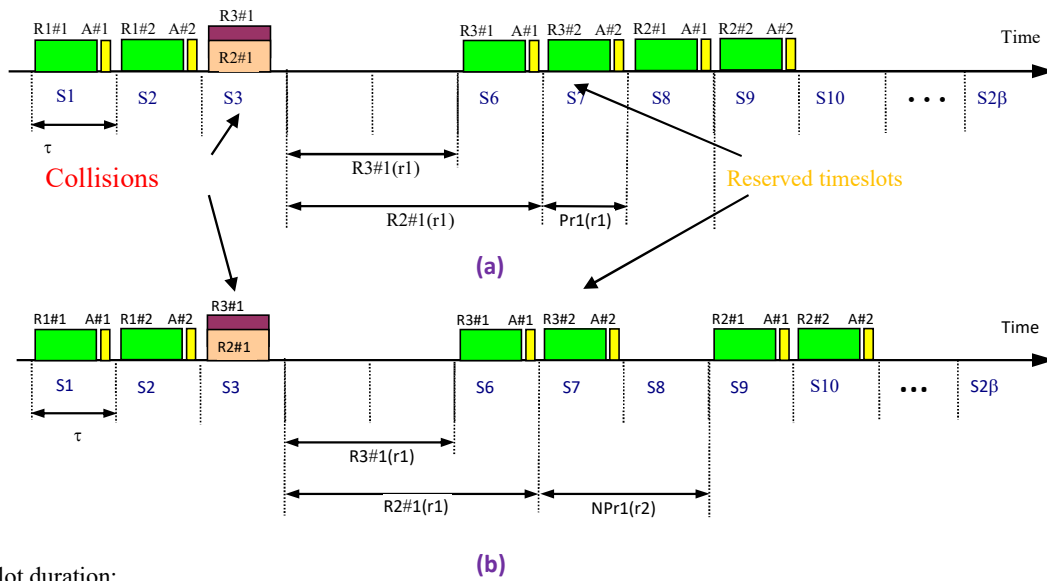 R1#1 A#1 R1#2 A#2 R3#1 R3#1 A#1 R3#2 A#2 R2#1 A#1 R2#2 A#2
Time
R2#1
S1 S2 S3 S6 S7 S8 S9 S10 • • • S2β
τ
R3#1(r1)
Collisions
Reserved timeslots
R2#1(r1) Pr1(r1)
(a)
R1#1 A#1 R1#2 A#2 R3#1 R3#1 A#1 R3#2 A#2 R2#1 A#1 R2#2 A#2
Time
R2#1
S1 S2 S3 S6 S7 S8 S9 S10 ••• S2β
τ
R3#1(r1)
R2#1(r1) NPr1(r2)
(b)
lot duration: